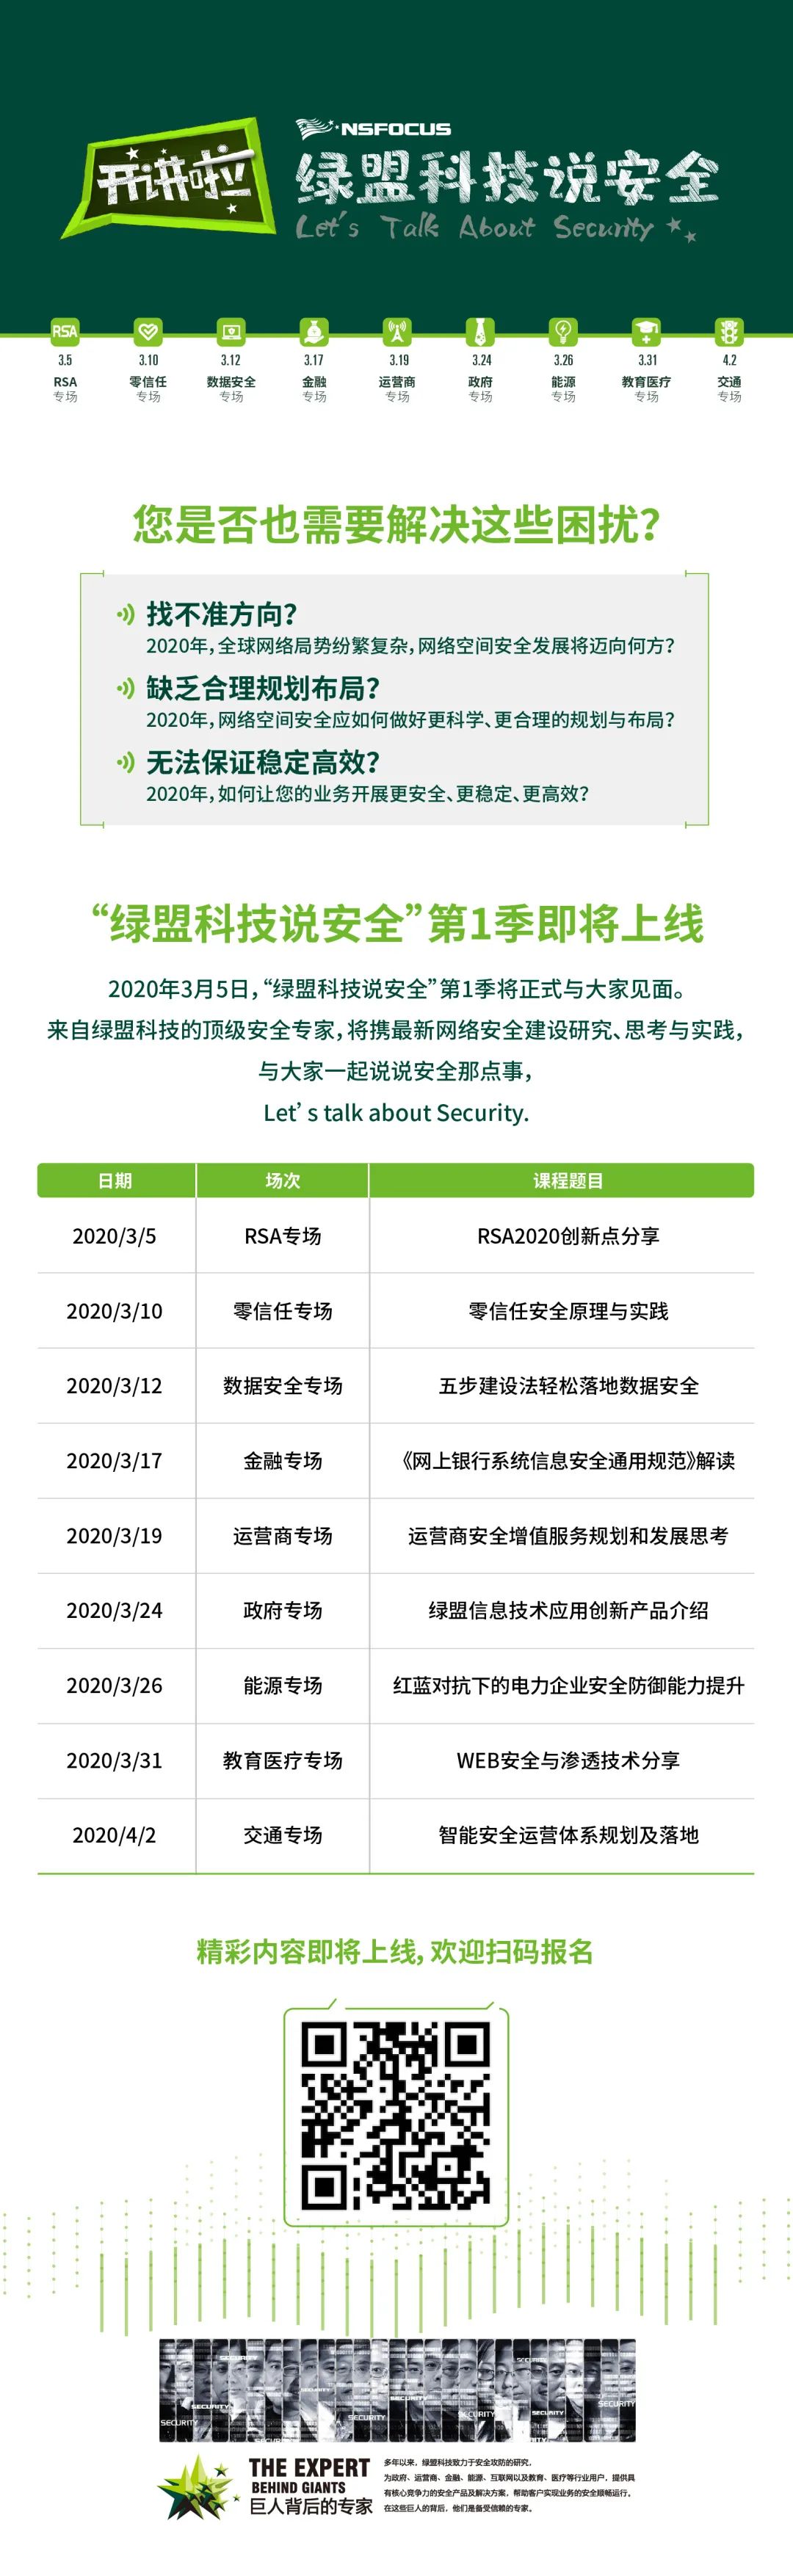 开讲啦
NSFOCUS
绿盟科技说安全
Let's Talk About Security
RSA
3.5 3.10 3.12 3.17 3.19 3.24 3.26 3.31 4.2
RSA 零信任 数据安全 金融 运营商 政府 能源 教育医疗 交通
专场 专场 专场 专场 专场 专场 专场 专场 专场
您是否也需要解决这些困扰？
找不准方向？
2020年，全球网络局势纷繁复杂，网络空间安全发展将迈向何方？
缺乏合理规划布局？
2020年，网络空间安全应如何做好更科学、更合理的规划与布局？
无法保证稳定高效？
2020年，如何让您的业务开展更安全、更稳定、更高效？
“绿盟科技说安全”第1季即将上线
2020年3月5日，“绿盟科技说安全”第1季将正式与大家见面。
来自绿盟科技的顶级安全专家，将携最新网络安全建设研究、思考与实践，
与大家一起说说安全那点事，
Let’s talk about Security.
日期 场次 课程题目
2020/3/5 RSA专场 RSA2020创新点分享
2020/3/10 零信任专场 零信任安全原理与实践
2020/3/12 数据安全专场 五步建设法轻松落地数据安全
2020/3/17 金融专场 《网上银行系统信息安全通用规范》解读
2020/3/19 运营商专场 运营商安全增值服务规划和发展思考
2020/3/24 政府专场 绿盟信息技术应用创新产品介绍
2020/3/26 能源专场 红蓝对抗下的电力企业安全防御能力提升
2020/3/31 教育医疗专场 WEB安全与渗透技术分享
2020/4/2 交通专场 智能安全运营体系规划及落地
精彩内容即将上线，欢迎扫码报名
SECURITY
SECURITY
SECURITY
SECURITY
SECURITY
SECURITY
SECURITY
SECURITY
THE EXPERT
BEHIND GIANTS
巨人背后的专家
多年以来，绿盟科技致力于安全攻防的研究，
为政府、运营商、金融、能源、互联网以及教育、医疗等行业用户，提供具
有核心竞争力的安全产品及解决方案，帮助客户实现业务的安全顺畅运行。
在这些巨人的背后，他们是备受信赖的专家。